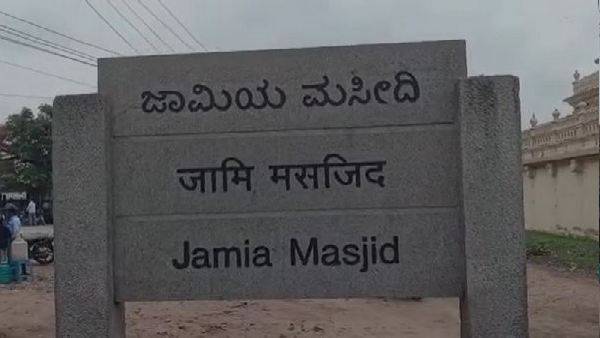 ಜಾಮಿಯ ಮಸೀದಿ
जामि मसजिद
Jamia Masjid